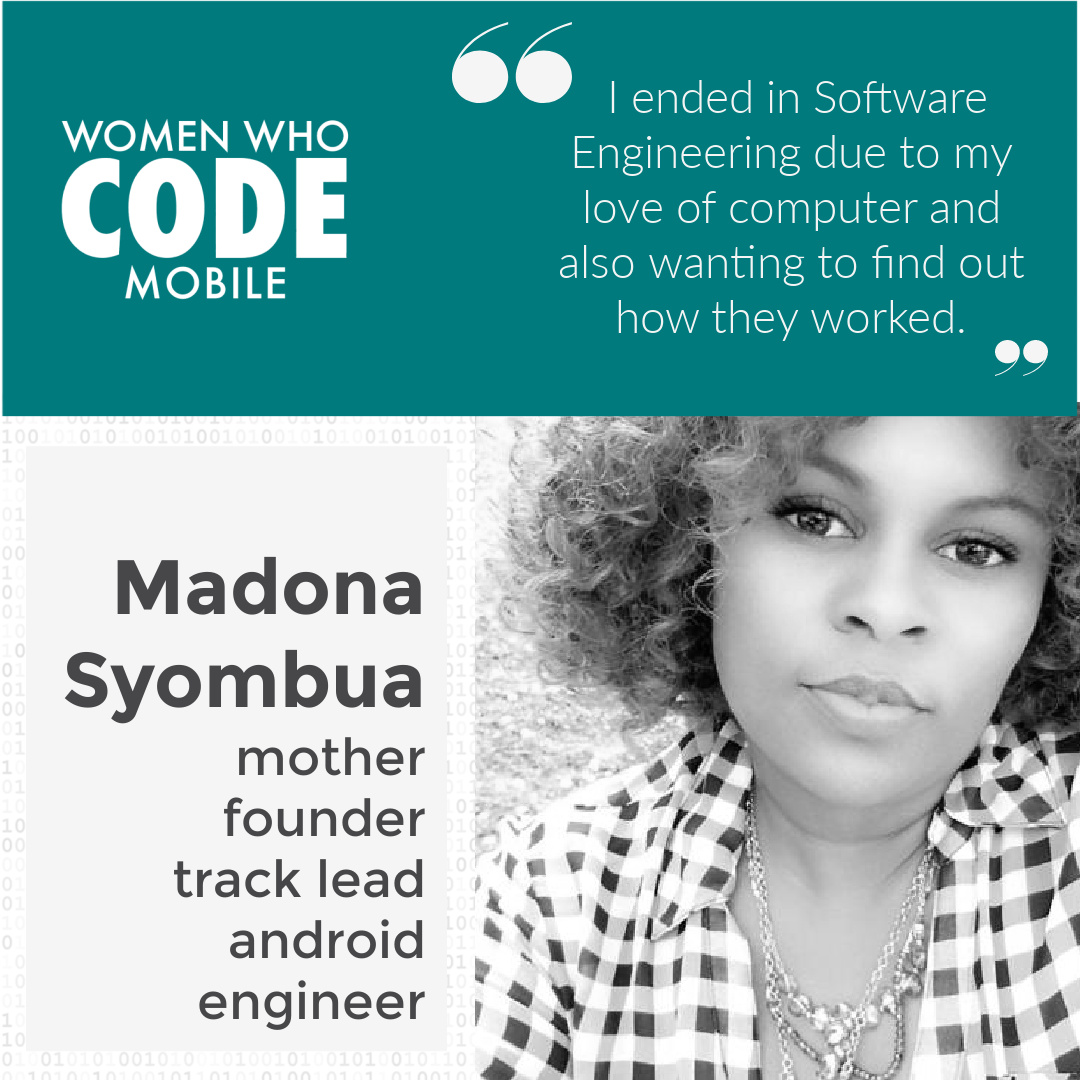 WOMEN WHO
CODE
MOBILE
“ I ended in Software
Engineering due to my
love of computer and
also wanting to find out
how they worked.
”
Madona
Syombua
mother
founder
track lead
android
engineer